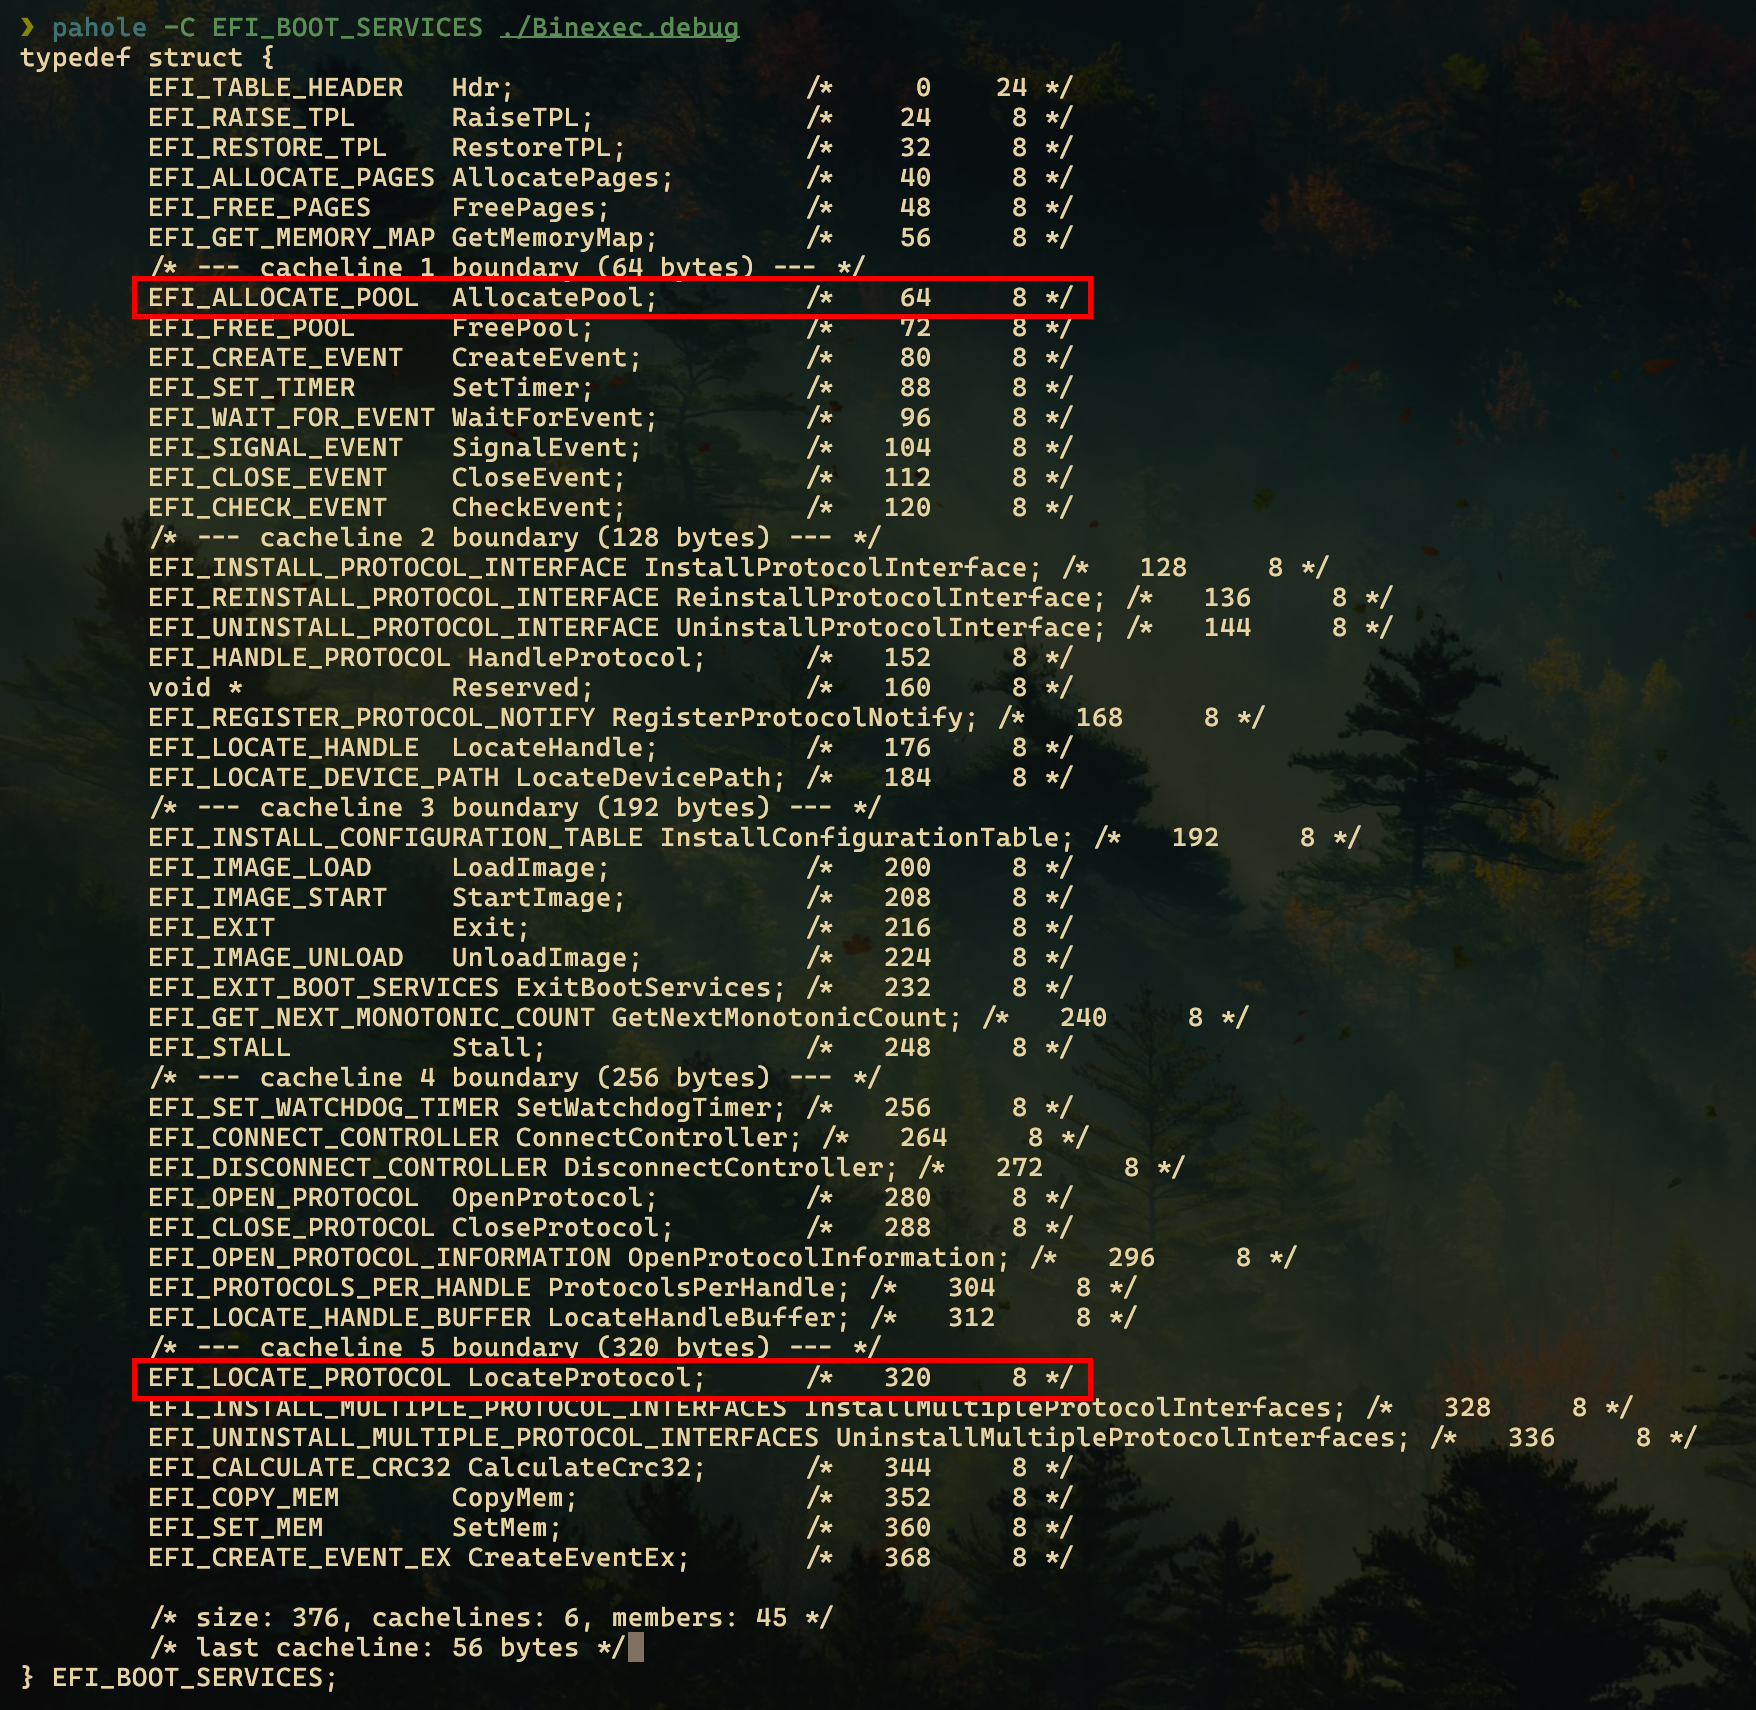 ❯ pahole -C EFI_BOOT_SERVICES ./Binexec.debug
typedef struct {
EFI_TABLE_HEADER Hdr; /* 0 24 */
EFI_RAISE_TPL RaiseTPL; /* 24 8 */
EFI_RESTORE_TPL RestoreTPL; /* 32 8 */
EFI_ALLOCATE_PAGES AllocatePages; /* 40 8 */
EFI_FREE_PAGES FreePages; /* 48 8 */
EFI_GET_MEMORY_MAP GetMemoryMap; /* 56 8 */
/* --- cacheline 1 boundary (64 bytes) --- */
EFI_ALLOCATE_POOL AllocatePool; /* 64 8 */
EFI_FREE_POOL FreePool; /* 72 8 */
EFI_CREATE_EVENT CreateEvent; /* 80 8 */
EFI_SET_TIMER SetTimer; /* 88 8 */
EFI_WAIT_FOR_EVENT WaitForEvent; /* 96 8 */
EFI_SIGNAL_EVENT SignalEvent; /* 104 8 */
EFI_CLOSE_EVENT CloseEvent; /* 112 8 */
EFI_CHECK_EVENT CheckEvent; /* 120 8 */
/* --- cacheline 2 boundary (128 bytes) --- */
EFI_INSTALL_PROTOCOL_INTERFACE InstallProtocolInterface; /* 128 8 */
EFI_REINSTALL_PROTOCOL_INTERFACE ReinstallProtocolInterface; /* 136 8 */
EFI_UNINSTALL_PROTOCOL_INTERFACE UninstallProtocolInterface; /* 144 8 */
EFI_HANDLE_PROTOCOL HandleProtocol; /* 152 8 */
void * Reserved; /* 160 8 */
EFI_REGISTER_PROTOCOL_NOTIFY RegisterProtocolNotify; /* 168 8 */
EFI_LOCATE_HANDLE LocateHandle; /* 176 8 */
EFI_LOCATE_DEVICE_PATH LocateDevicePath; /* 184 8 */
/* --- cacheline 3 boundary (192 bytes) --- */
EFI_INSTALL_CONFIGURATION_TABLE InstallConfigurationTable; /* 192 8 */
EFI_IMAGE_LOAD LoadImage; /* 200 8 */
EFI_IMAGE_START StartImage; /* 208 8 */
EFI_EXIT Exit; /* 216 8 */
EFI_IMAGE_UNLOAD UnloadImage; /* 224 8 */
EFI_EXIT_BOOT_SERVICES ExitBootServices; /* 232 8 */
EFI_GET_NEXT_MONOTONIC_COUNT GetNextMonotonicCount; /* 240 8 */
EFI_STALL Stall; /* 248 8 */
/* --- cacheline 4 boundary (256 bytes) --- */
EFI_SET_WATCHDOG_TIMER SetWatchdogTimer; /* 256 8 */
EFI_CONNECT_CONTROLLER ConnectController; /* 264 8 */
EFI_DISCONNECT_CONTROLLER DisconnectController; /* 272 8 */
EFI_OPEN_PROTOCOL OpenProtocol; /* 280 8 */
EFI_CLOSE_PROTOCOL CloseProtocol; /* 288 8 */
EFI_OPEN_PROTOCOL_INFORMATION OpenProtocolInformation; /* 296 8 */
EFI_PROTOCOLS_PER_HANDLE ProtocolsPerHandle; /* 304 8 */
EFI_LOCATE_HANDLE_BUFFER LocateHandleBuffer; /* 312 8 */
/* --- cacheline 5 boundary (320 bytes) --- */
EFI_LOCATE_PROTOCOL LocateProtocol; /* 320 8 */
EFI_INSTALL_MULTIPLE_PROTOCOL_INTERFACES InstallMultipleProtocolInterfaces; /* 328 8 */
EFI_UNINSTALL_MULTIPLE_PROTOCOL_INTERFACES UninstallMultipleProtocolInterfaces; /* 336 8 */
EFI_CALCULATE_CRC32 CalculateCrc32; /* 344 8 */
EFI_COPY_MEM CopyMem; /* 352 8 */
EFI_SET_MEM SetMem; /* 360 8 */
EFI_CREATE_EVENT_EX CreateEventEx; /* 368 8 */
/* size: 376, cachelines: 6, members: 45 */
/* last cacheline: 56 bytes */
} EFI_BOOT_SERVICES;